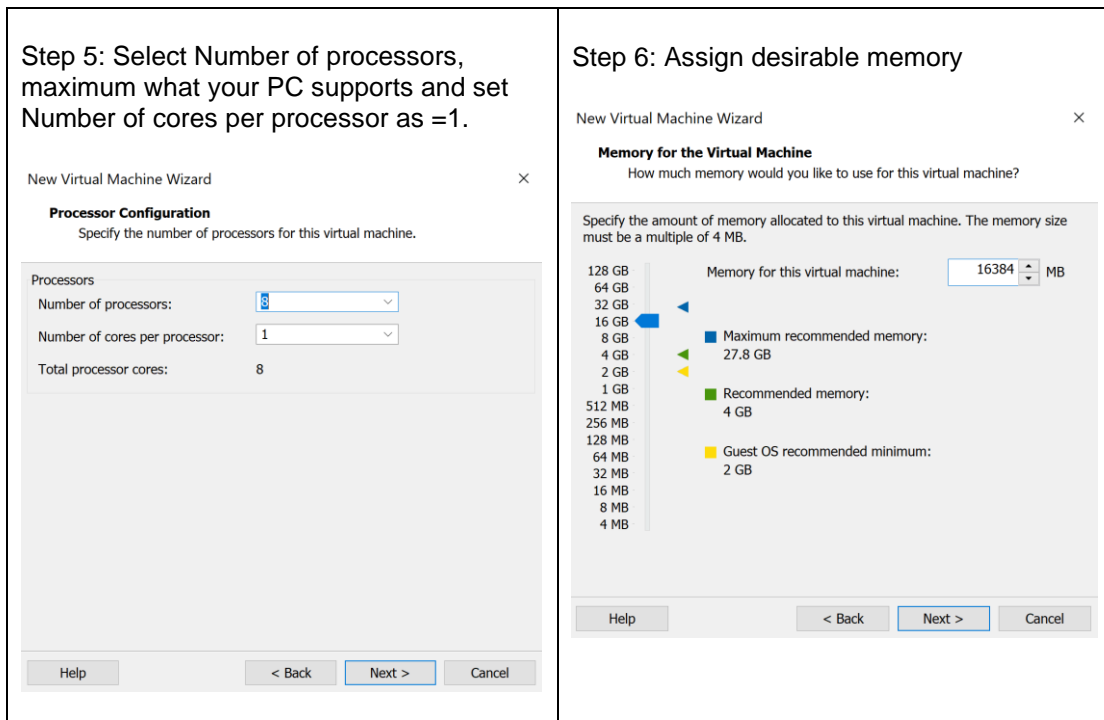 Step 5: Select Number of processors,
maximum what your PC supports and set
Number of cores per processor as =1.
New Virtual Machine Wizard
Processor Configuration
Specify the number of processors for this virtual machine.
Processors
Number of processors: 8
Number of cores per processor: 1
Total processor cores: 8
Help < Back Next > Cancel
Step 6: Assign desirable memory
New Virtual Machine Wizard
Memory for the Virtual Machine
How much memory would you like to use for this virtual machine?
Specify the amount of memory allocated to this virtual machine. The memory size
must be a multiple of 4 MB.
Memory for this virtual machine: 16384 MB
128 GB
64 GB
32 GB
16 GB
8 GB
4 GB
2 GB
1 GB
512 MB
256 MB
128 MB
64 MB
32 MB
16 MB
8 MB
4 MB
Maximum recommended memory:
27.8 GB
Recommended memory:
4 GB
Guest OS recommended minimum:
2 GB
Help < Back Next > Cancel